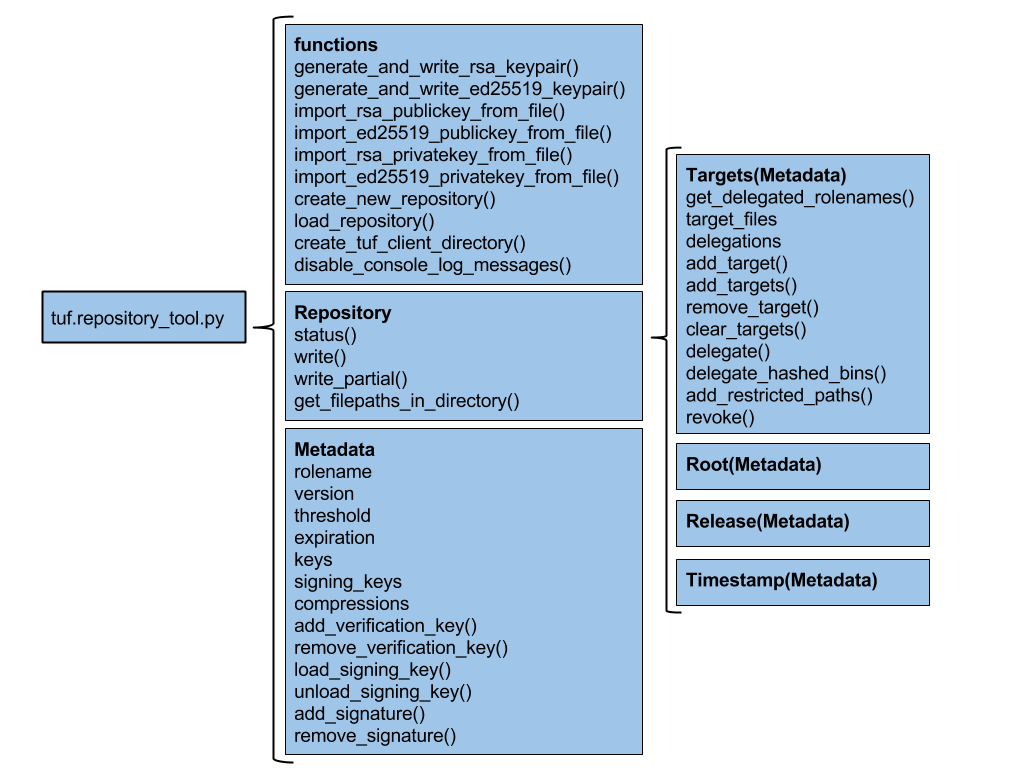 tuf.repository_tool.py
functions
generate_and_write_rsa_keypair()
generate_and_write_ed25519_keypair()
import_rsa_publickey_from_file()
import_ed25519_publickey_from_file()
import_rsa_privatekey_from_file()
import_ed25519_privatekey_from_file()
create_new_repository()
load_repository()
create_tuf_client_directory()
disable_console_log_messages()
Repository
status()
write()
write_partial()
get_filepaths_in_directory()
Metadata
rolename
version
threshold
expiration
keys
signing_keys
compressions
add_verification_key()
remove_verification_key()
load_signing_key()
unload_signing_key()
add_signature()
remove_signature()
Targets(Metadata)
get_delegated_rolenames()
target_files
delegations
add_target()
add_targets()
remove_target()
clear_targets()
delegate()
delegate_hashed_bins()
add_restricted_paths()
revoke()
Root(Metadata)
Release(Metadata)
Timestamp(Metadata)